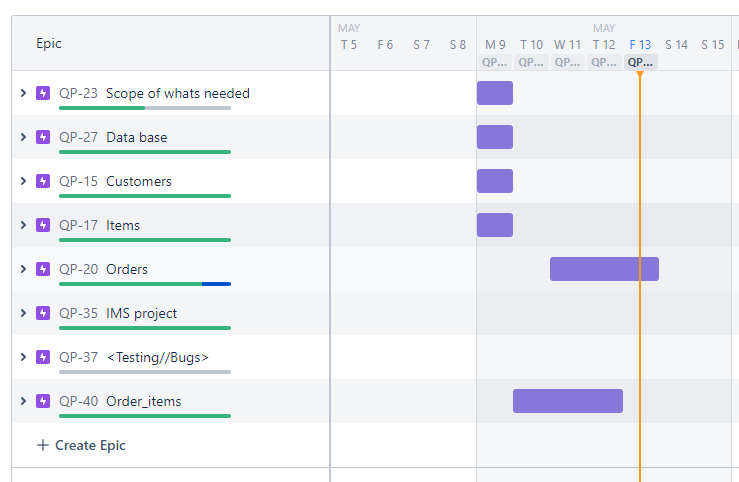 Epic
MAY
MAY
T 5 F 6 S 7 S 8 M 9 T 10 W 11 T 12 F 13 S 14 S 15
QP... QP... QP... QP... QP...
QP-23 Scope of whats needed
QP-27 Data base
QP-15 Customers
QP-17 Items
QP-20 Orders
QP-35 IMS project
QP-37 <Testing//Bugs>
QP-40 Order_items
+ Create Epic